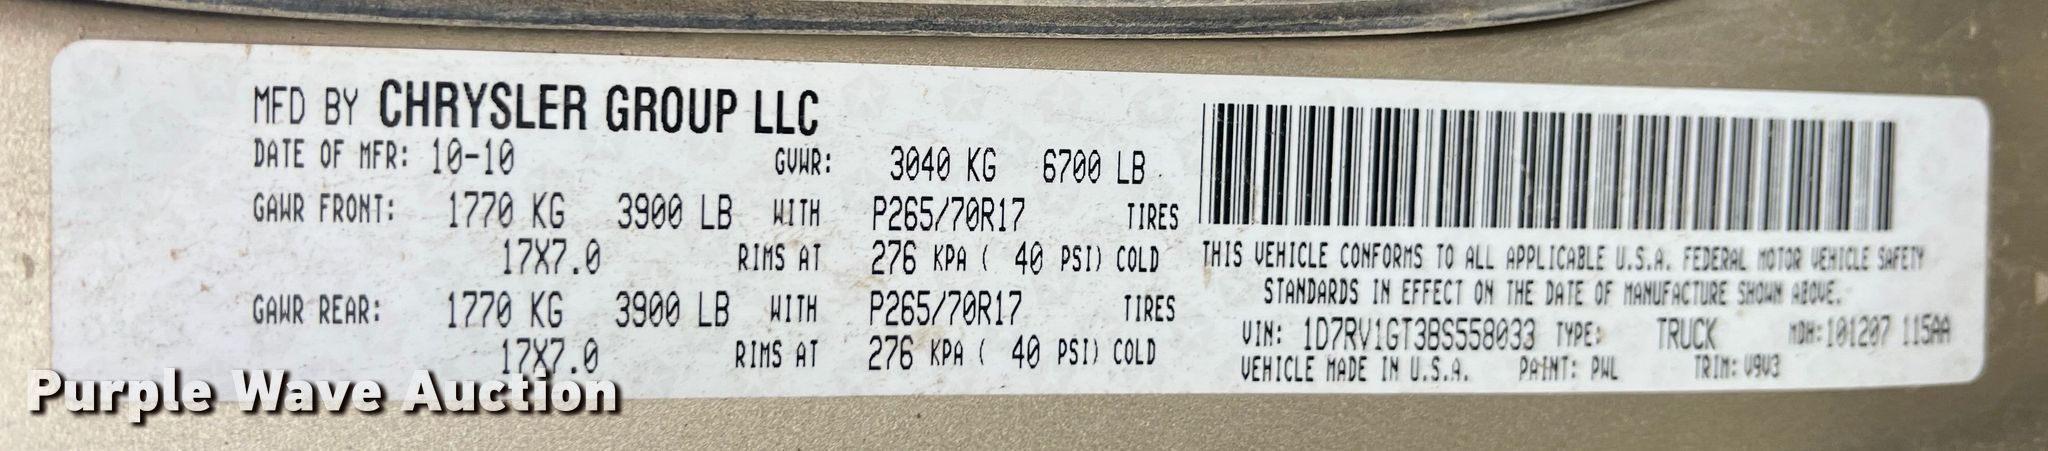 MFD BY CHRYSLER GROUP LLC
DATE OF MFR: 10-10 GVWR: 3040 KG 6700 LB
GAWR FRONT: 1770 KG 3900 LB WITH P265/70R17 TIRES
17X7.0 RIMS AT 276 KPA ( 40 PSI) COLD
GAWR REAR: 1770 KG 3900 LB WITH P265/70R17 TIRES
17X7.0 RIMS AT 276 KPA ( 40 PSI) COLD
THIS VEHICLE CONFORMS TO ALL APPLICABLE U.S.A. FEDERAL MOTOR VEHICLE SAFETY
STANDARDS IN EFFECT ON THE DATE OF MANUFACTURE SHOWN ABOVE.
VIN: 1D7RV1GT3BS558033 TYPE: TRUCK MDH: 101207 115AA
VEHICLE MADE IN U.S.A. PAINT: PWL TRIM: V9V3
Purple Wave Auction